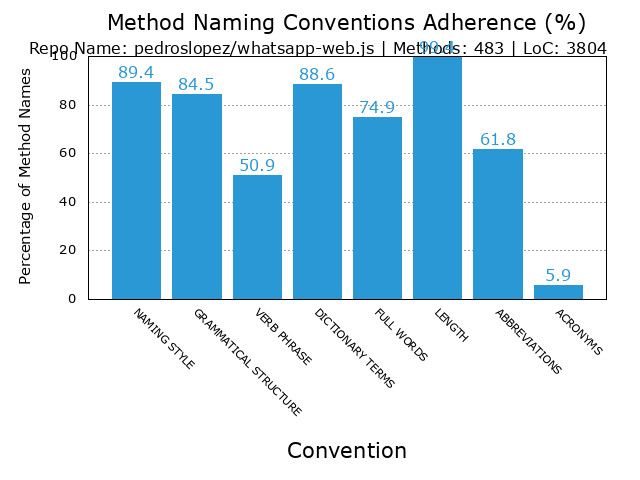 Method Naming Conventions Adherence (%)
Repo Name: pedroslopez/whatsapp-web.js | Methods: 483 | LoC: 3804
Percentage of Method Names
100
80
60
40
20
0
89.4
84.5
50.9
88.6
74.9
61.8
5.9
NAMING STYLE
GRAMMATICAL STRUCTURE
VERB PHRASE
DICTIONARY TERMS
FULL WORDS
LENGTH
ABBREVIATIONS
ACRONYMS
Convention